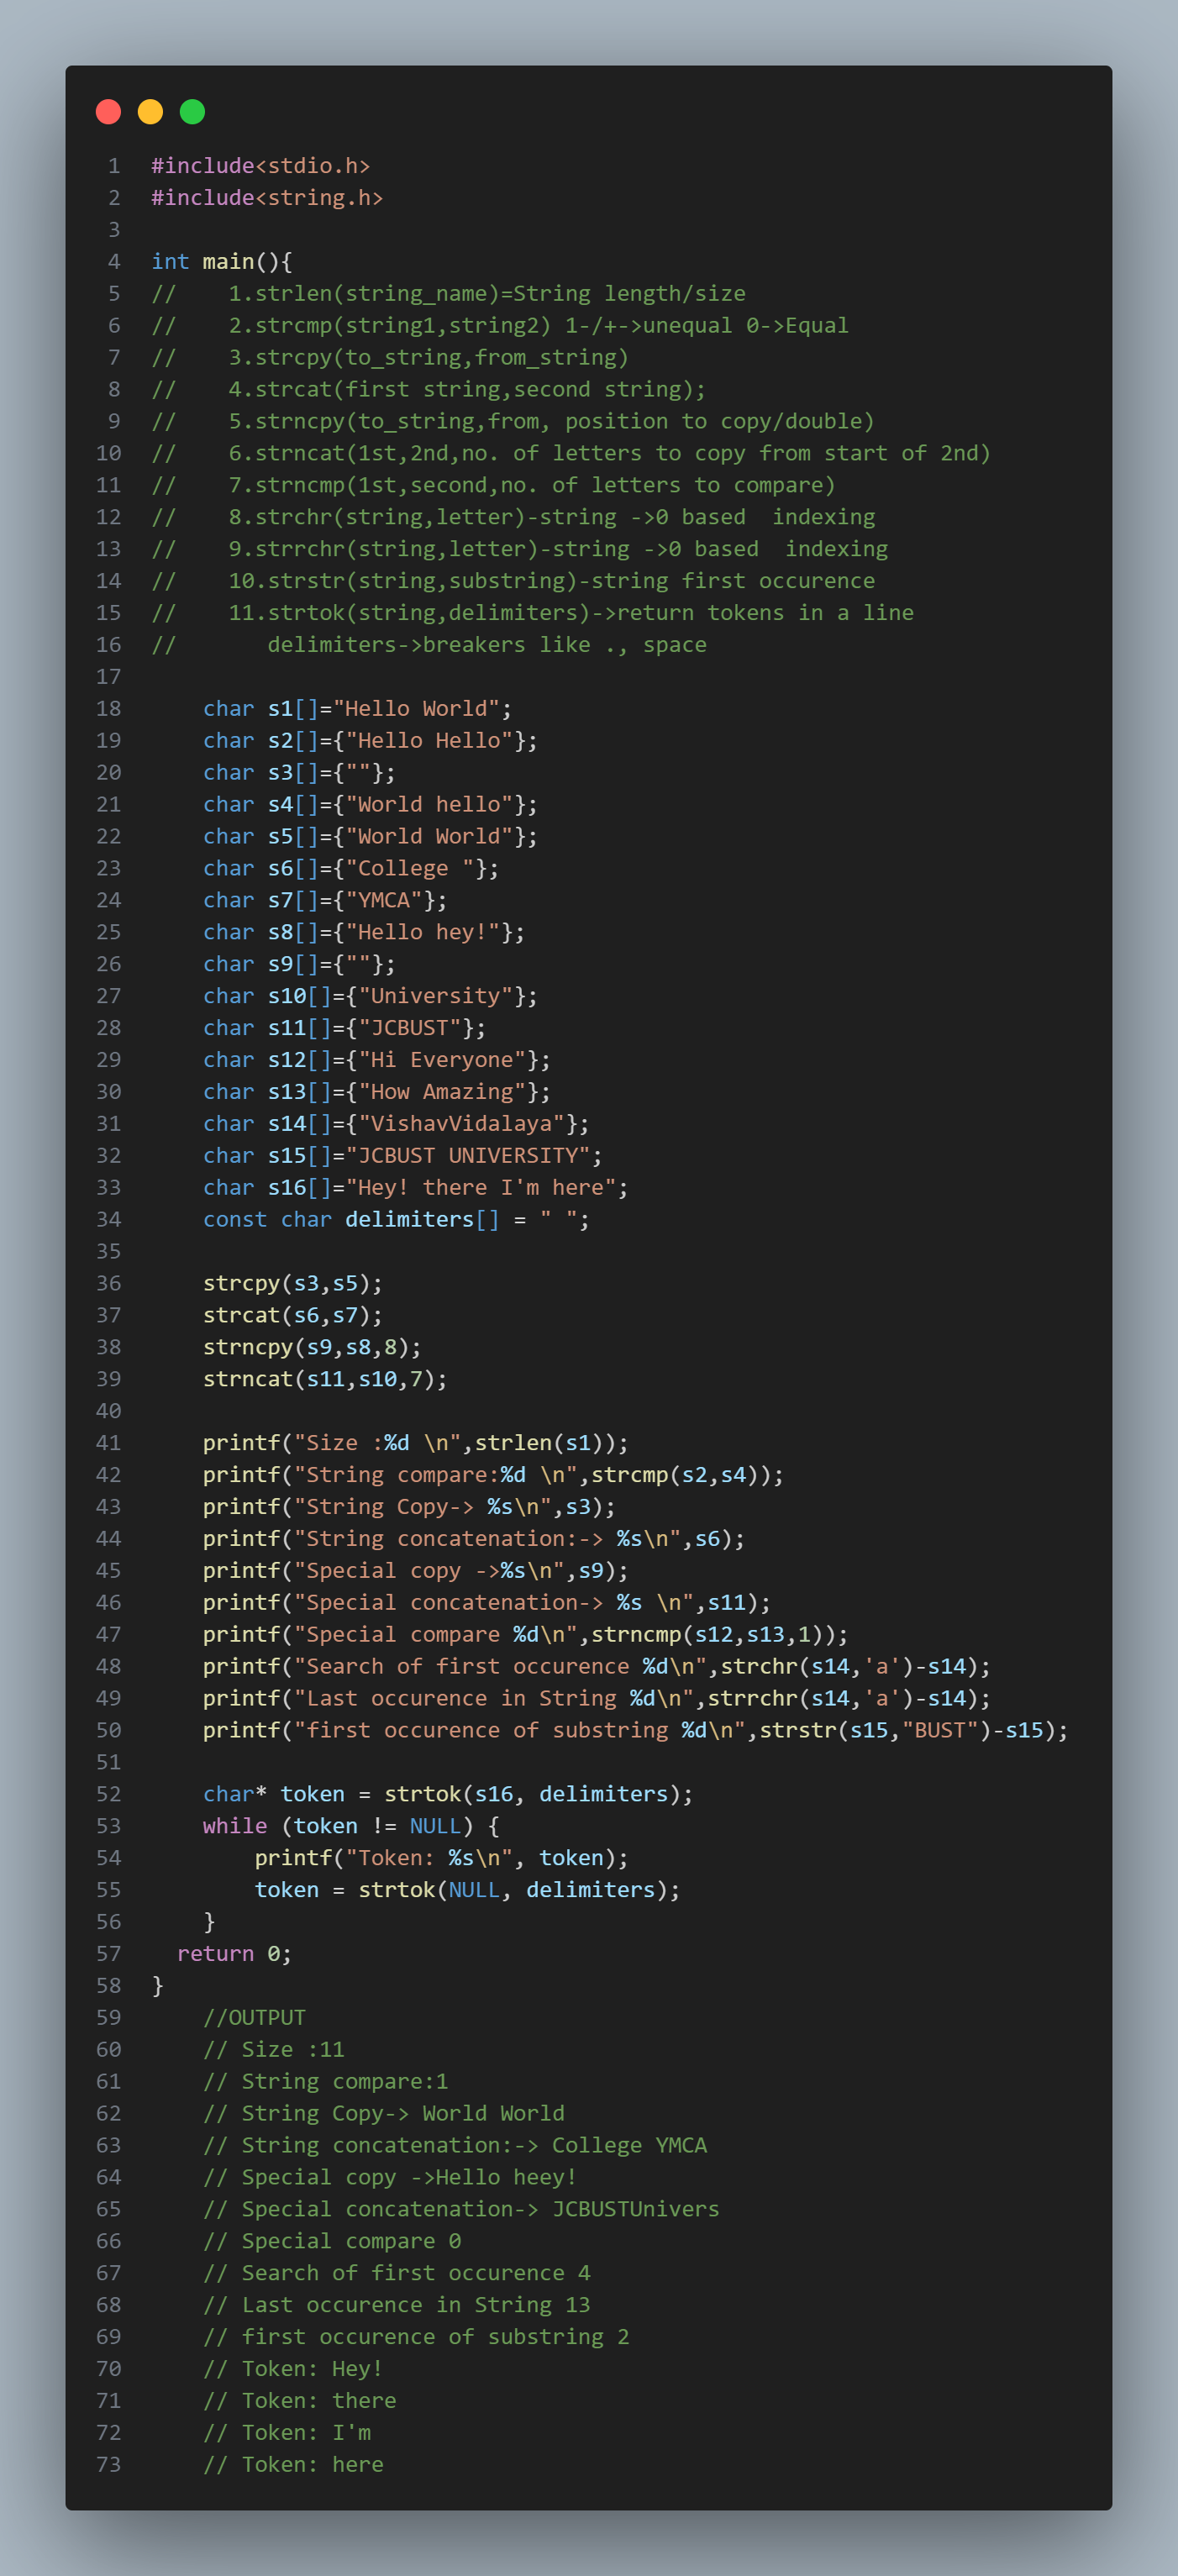 1 #include<stdio.h>
2 #include<string.h>
3
4 int main(){
5 //    1.strlen(string_name)=String length/size
6 //    2.strcmp(string1,string2) 1-/+->unequal 0->Equal
7 //    3.strcpy(to_string,from_string)
8 //    4.strcat(first string,second string);
9 //    5.strncpy(to_string,from, position to copy/double)
10 //    6.strncat(1st,2nd,no. of letters to copy from start of 2nd)
11 //    7.strncmp(1st,second,no. of letters to compare)
12 //    8.strchr(string,letter)-string ->0 based  indexing
13 //    9.strrchr(string,letter)-string ->0 based  indexing
14 //    10.strstr(string,substring)-string first occurence
15 //    11.strtok(string,delimiters)->return tokens in a line
16 //       delimiters->breakers like ., space
17
18     char s1[]="Hello World";
19     char s2[]={"Hello Hello"};
20     char s3[]={""};
21     char s4[]={"World hello"};
22     char s5[]={"World World"};
23     char s6[]={"College "};
24     char s7[]={"YMCA"};
25     char s8[]={"Hello hey!"};
26     char s9[]={""};
27     char s10[]={"University"};
28     char s11[]={"JCBUST"};
29     char s12[]={"Hi Everyone"};
30     char s13[]={"How Amazing"};
31     char s14[]={"VishavVidalaya"};
32     char s15[]="JCBUST UNIVERSITY";
33     char s16[]="Hey! there I'm here";
34     const char delimiters[] = " ";
35
36     strcpy(s3,s5);
37     strcat(s6,s7);
38     strncpy(s9,s8,8);
39     strncat(s11,s10,7);
40
41     printf("Size :%d \n",strlen(s1));
42     printf("String compare:%d \n",strcmp(s2,s4));
43     printf("String Copy-> %s\n",s3);
44     printf("String concatenation:-> %s\n",s6);
45     printf("Special copy ->%s\n",s9);
46     printf("Special concatenation-> %s \n",s11);
47     printf("Special compare %d\n",strncmp(s12,s13,1));
48     printf("Search of first occurence %d\n",strchr(s14,'a')-s14);
49     printf("Last occurence in String %d\n",strrchr(s14,'a')-s14);
50     printf("first occurence of substring %d\n",strstr(s15,"BUST")-s15);
51
52     char* token = strtok(s16, delimiters);
53     while (token != NULL) {
54         printf("Token: %s\n", token);
55         token = strtok(NULL, delimiters);
56     }
57   return 0;
58 }
59     //OUTPUT
60     // Size :11
61     // String compare:1
62     // String Copy-> World World
63     // String concatenation:-> College YMCA
64     // Special copy ->Hello heey!
65     // Special concatenation-> JCBUSTUnivers
66     // Special compare 0
67     // Search of first occurence 4
68     // Last occurence in String 13
69     // first occurence of substring 2
70     // Token: Hey!
71     // Token: there
72     // Token: I'm
73     // Token: here